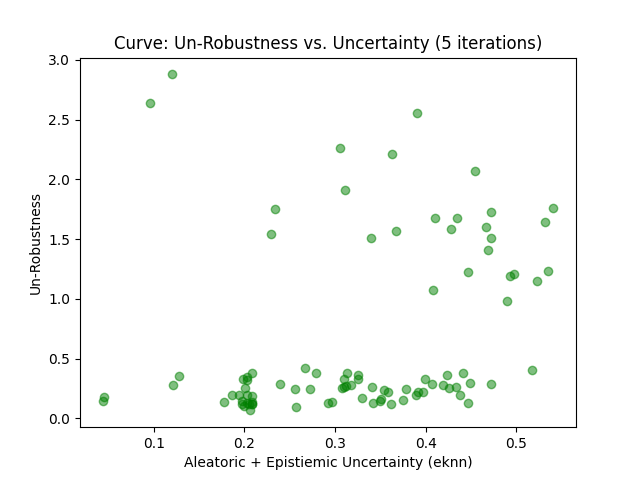 Curve: Un-Robustness vs. Uncertainty (5 iterations)
3.0
2.5
2.0
1.5
1.0
0.5
0.0
Un-Robustness
0.1 0.2 0.3 0.4 0.5
Aleatoric + Epistiemic Uncertainty (eknn)